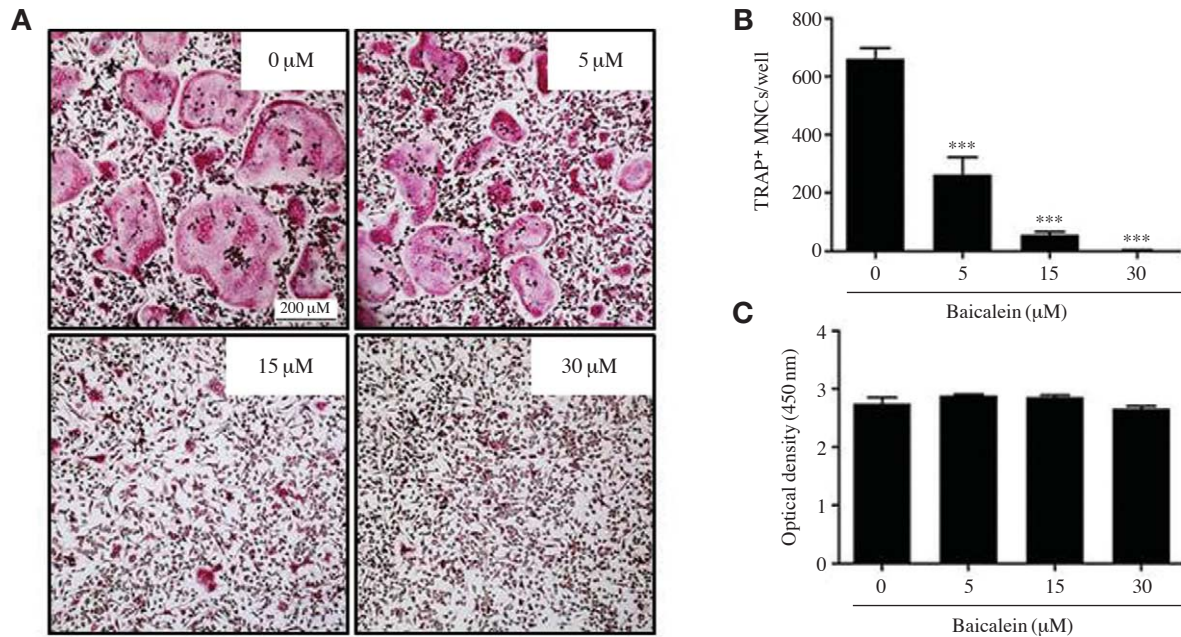 A
0 μM
5 μM
200 μM
15 μM
30 μM
B
800
600
400
200
0
TRAP⁺ MNCs/well
***
***
***
0 5 15 30
Baicalein (μM)
C
4
3
2
1
0
Optical density (450 nm)
0 5 15 30
Baicalein (μM)